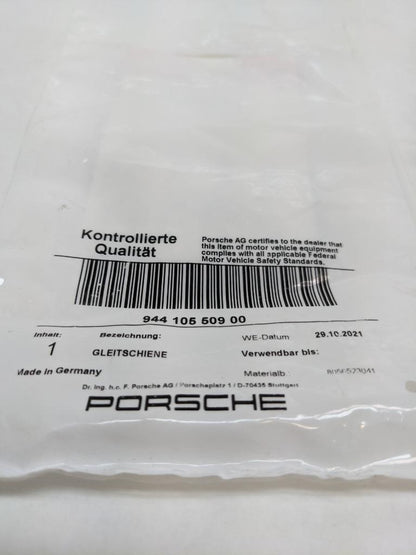 Kontrollierte
Qualität
Porsche AG certifies to the dealer that
this item of motor vehicle equipment
complies with all applicable Federal
Motor Vehicle Safety Standards.
944 105 509 00
Inhalt: Bezeichnung: WE-Datum: 29.10.2021
1 GLEITSCHIENE Verwendbar bis:
Made in Germany Materialb.:
Dr. Ing. h.c. F. Porsche AG / Porscheplatz 1 / D-70435 Stuttgart
PORSCHE